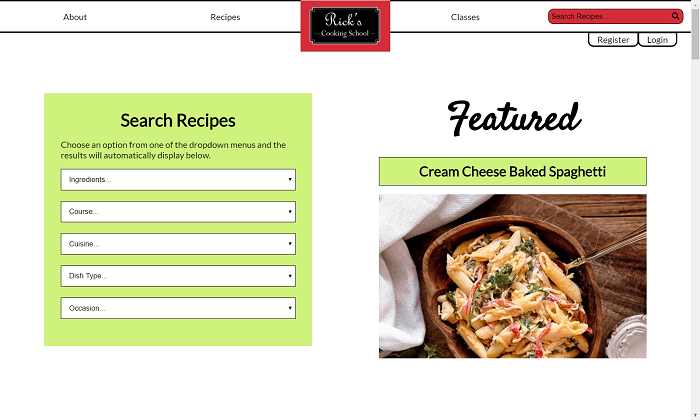 About
Recipes
Rick's
Cooking School
Classes
Search Recipes...
Register
Login
Search Recipes
Choose an option from one of the dropdown menus and the
results will automatically display below.
Ingredients...
Course...
Cuisine...
Dish Type...
Occasion...
Featured
Cream Cheese Baked Spaghetti